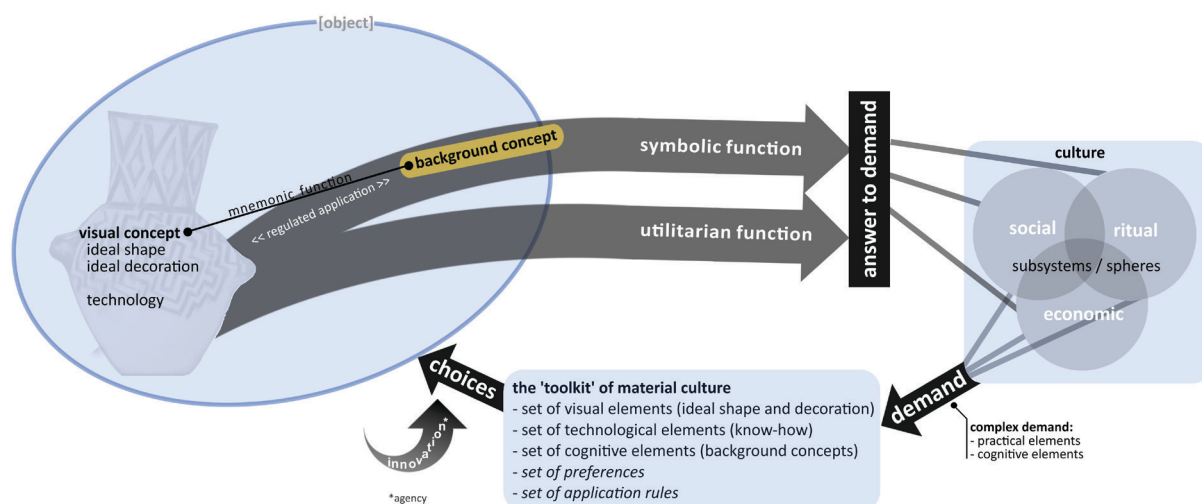 [object]
background concept
mnemonic function
<< regulated application >>
visual concept
ideal shape
ideal decoration
technology
symbolic function
utilitarian function
answer to demand
culture
social
ritual
subsystems / spheres
economic
demand
complex demand:
- practical elements
- cognitive elements
the 'toolkit' of material culture
- set of visual elements (ideal shape and decoration)
- set of technological elements (know-how)
- set of cognitive elements (background concepts)
- set of preferences
- set of application rules
choices
innovation*
*agency